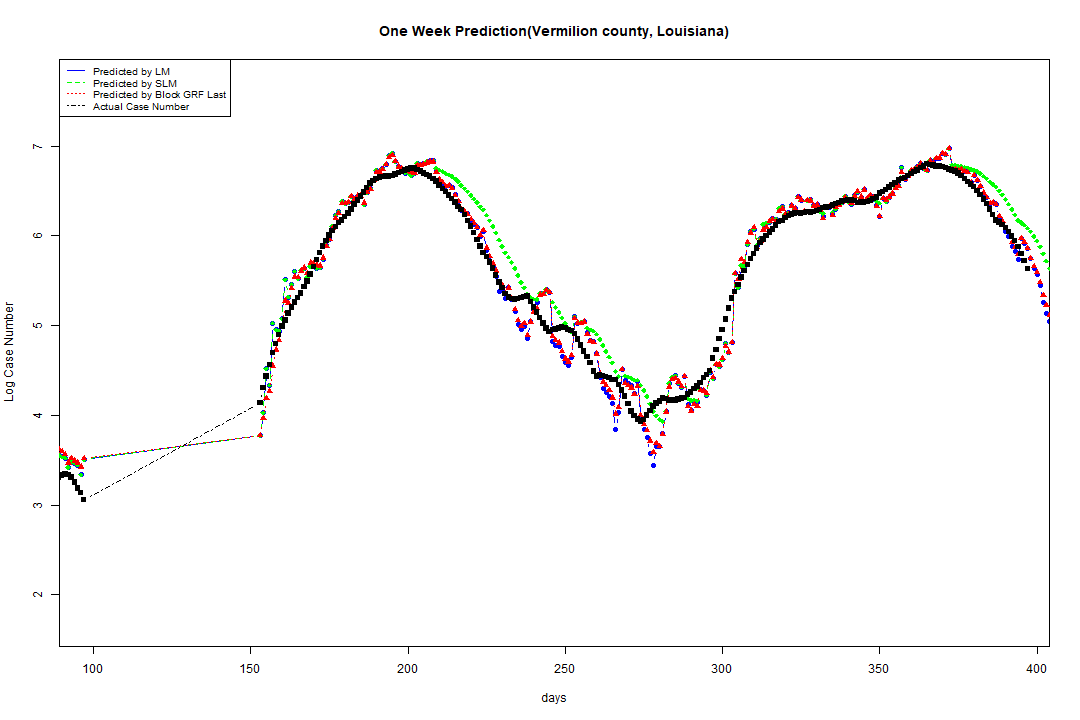 One Week Prediction(Vermilion county, Louisiana)
Predicted by LM
Predicted by SLM
Predicted by Block GRF Last
Actual Case Number
Log Case Number
7
6
5
4
3
2
100 150 200 250 300 350 400
days